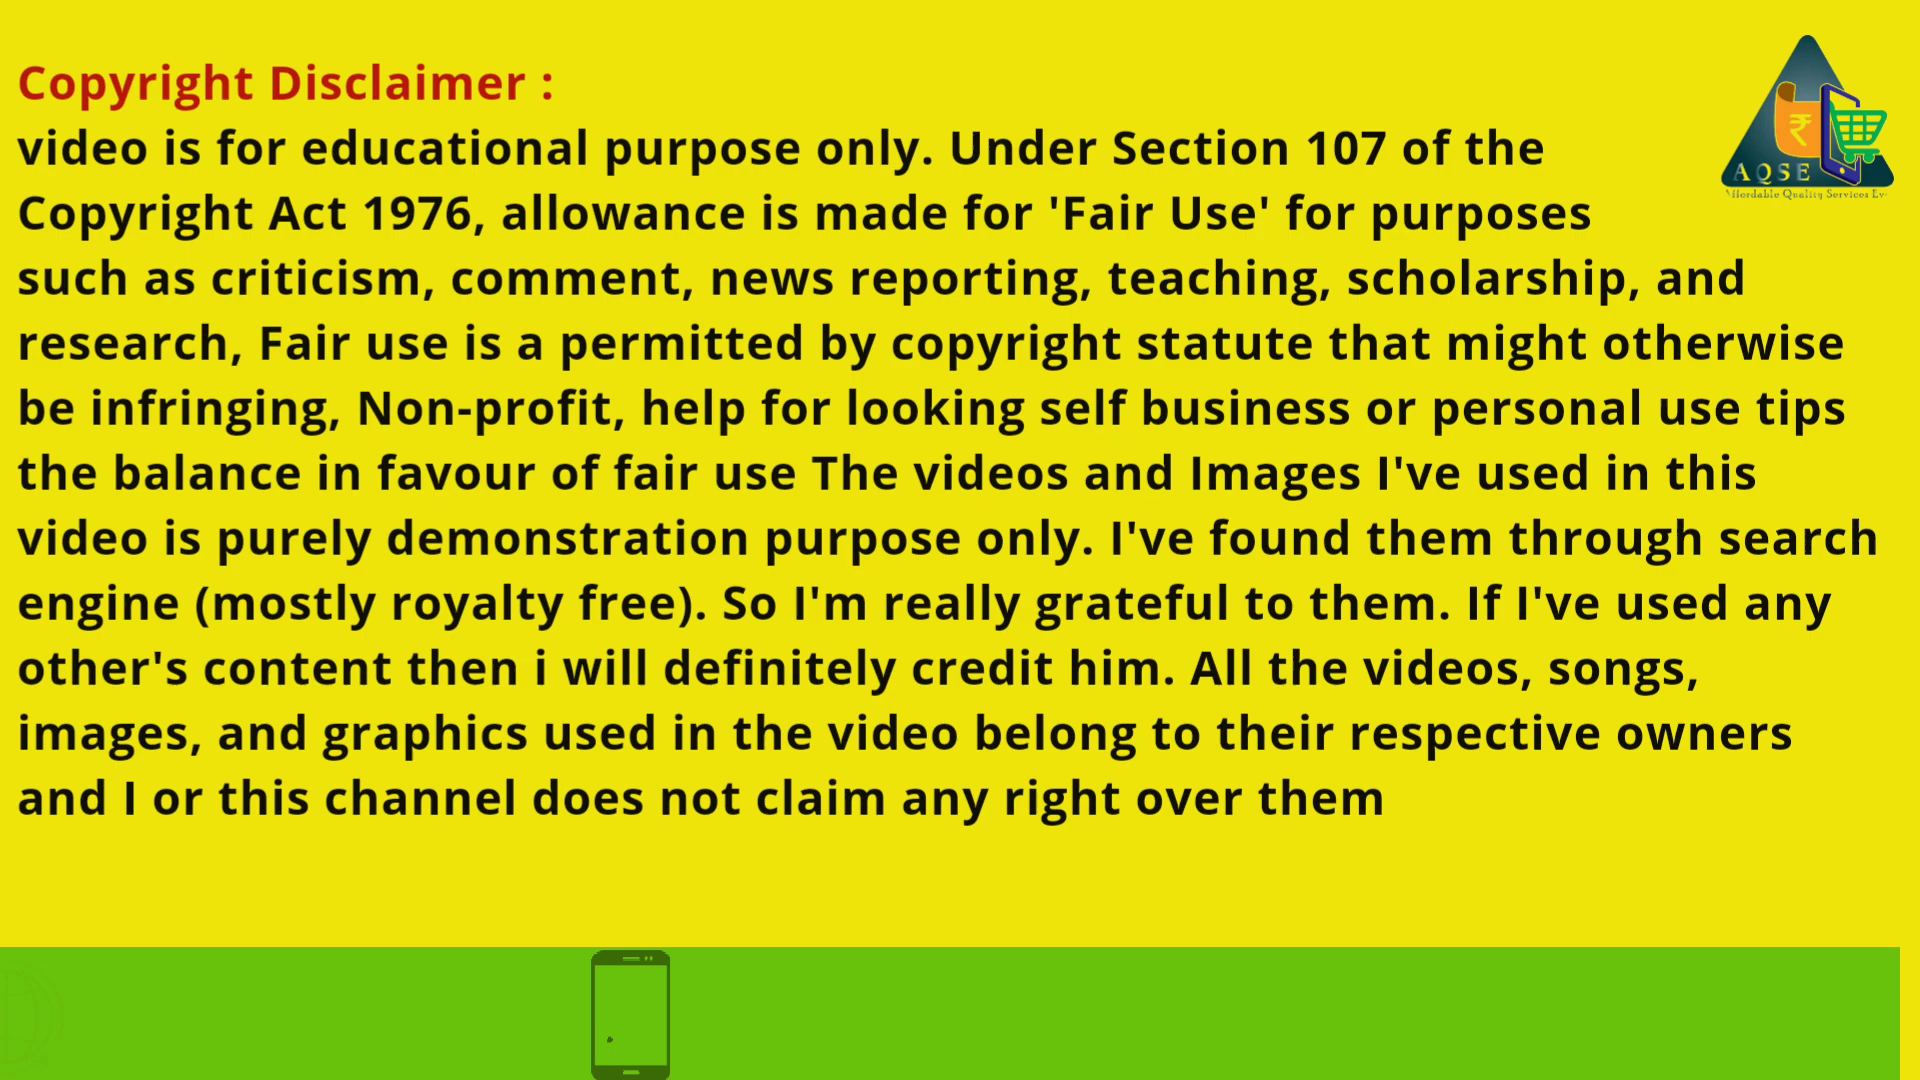 Copyright Disclaimer :
video is for educational purpose only. Under Section 107 of the
Copyright Act 1976, allowance is made for 'Fair Use' for purposes
such as criticism, comment, news reporting, teaching, scholarship, and
research, Fair use is a permitted by copyright statute that might otherwise
be infringing, Non-profit, help for looking self business or personal use tips
the balance in favour of fair use The videos and Images I've used in this
video is purely demonstration purpose only. I've found them through search
engine (mostly royalty free). So I'm really grateful to them. If I've used any
other's content then i will definitely credit him. All the videos, songs,
images, and graphics used in the video belong to their respective owners
and I or this channel does not claim any right over them
₹
AQSE
Affordable Quality Services Ev